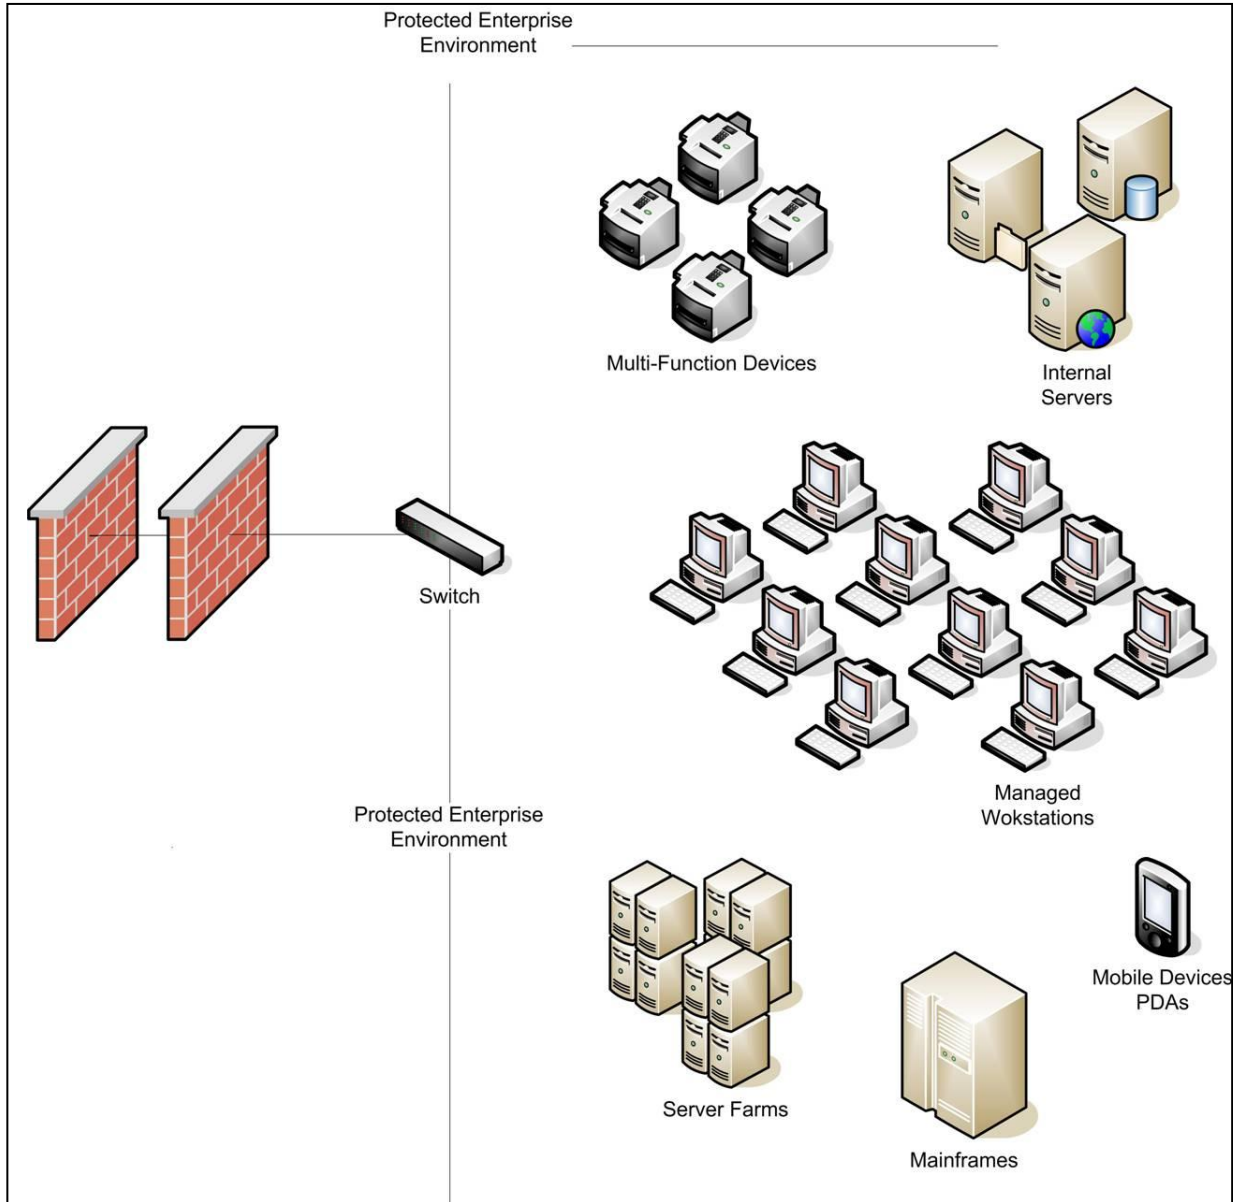 Protected Enterprise
Environment
Multi-Function Devices
Internal
Servers
Switch
Managed
Wokstations
Protected Enterprise
Environment
Mobile Devices
PDAs
Server Farms
Mainframes